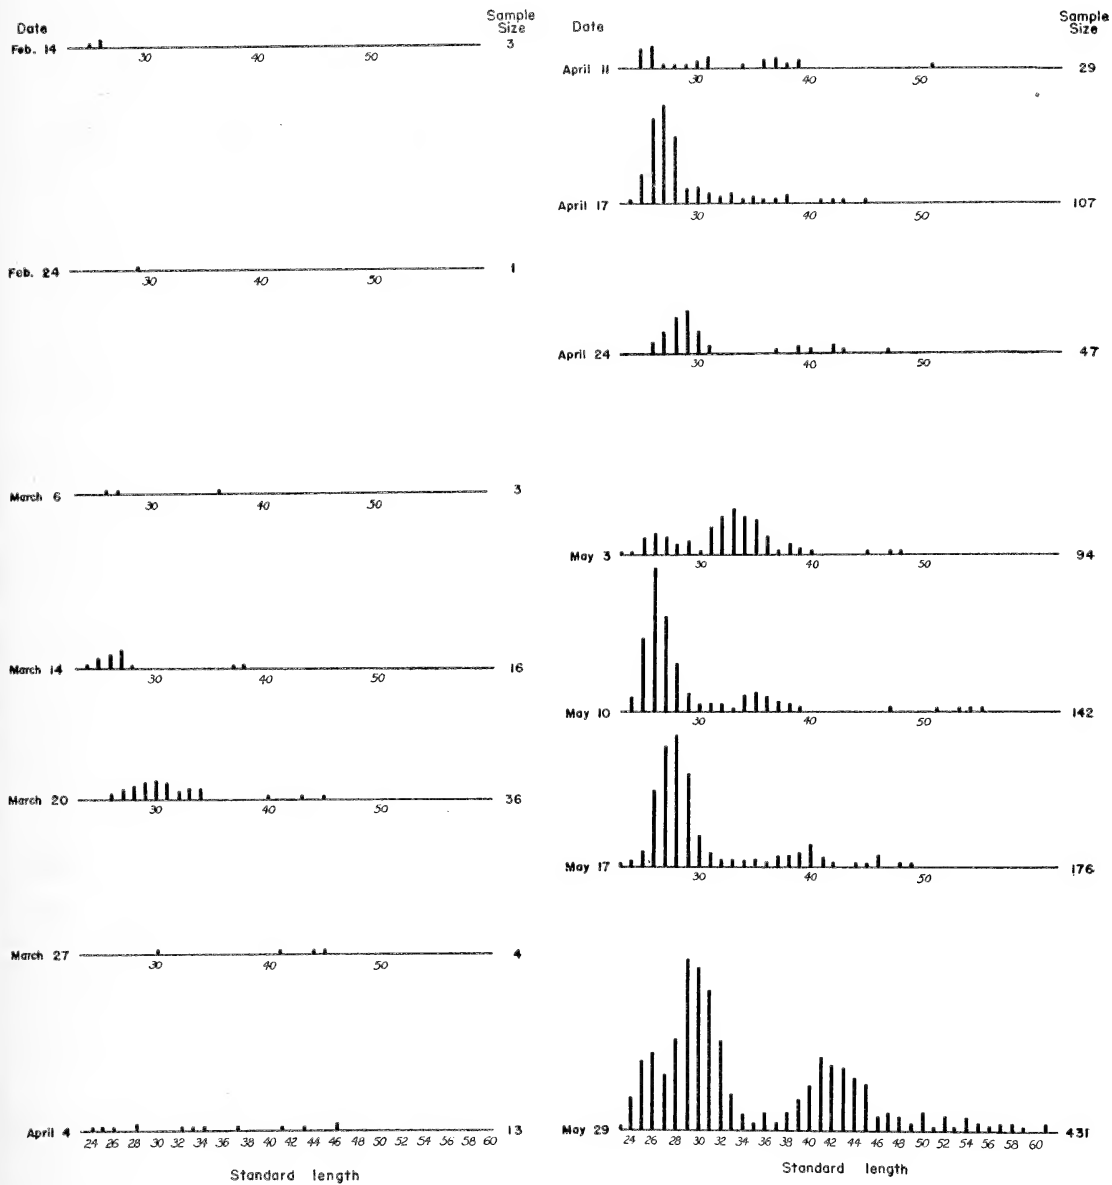 Date
Sample
Size
Feb. 14
3
30 40 50
Feb. 24
1
30 40 50
March 6
3
30 40 50
March 14
16
30 40 50
March 20
36
30 40 50
March 27
4
30 40 50
April 4
13
24 26 28 30 32 34 36 38 40 42 44 46 48 50 52 54 56 58 60
Standard length
Date
Sample
Size
April 11
29
30 40 50
April 17
107
30 40 50
April 24
47
30 40 50
May 3
94
30 40 50
May 10
142
30 40 50
May 17
176
30 40 50
May 29
431
24 26 28 30 32 34 36 38 40 42 44 46 48 50 52 54 56 58 60
Standard length